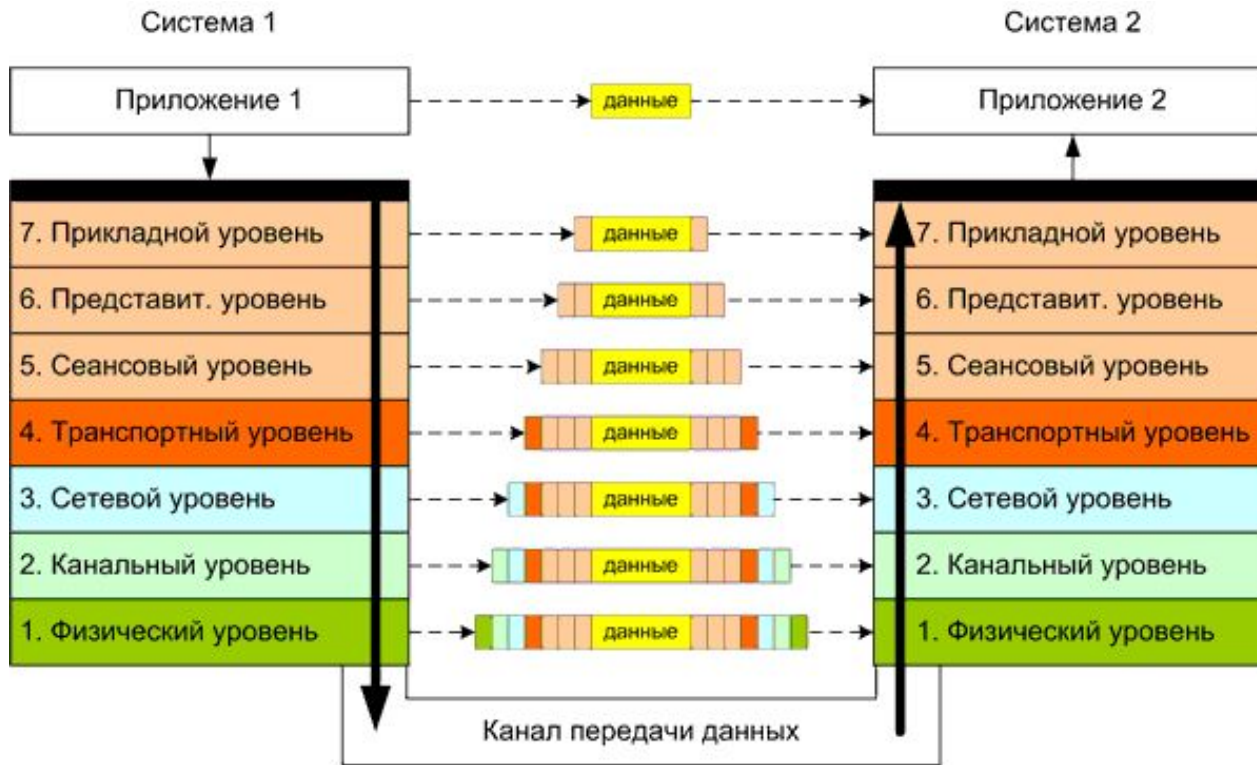 Система 1
Система 2
Приложение 1
данные
Приложение 2
7. Прикладной уровень
данные
7. Прикладной уровень
6. Представит. уровень
данные
6. Представит. уровень
5. Сеансовый уровень
данные
5. Сеансовый уровень
4. Транспортный уровень
данные
4. Транспортный уровень
3. Сетевой уровень
данные
3. Сетевой уровень
2. Канальный уровень
данные
2. Канальный уровень
1. Физический уровень
данные
1. Физический уровень
Канал передачи данных